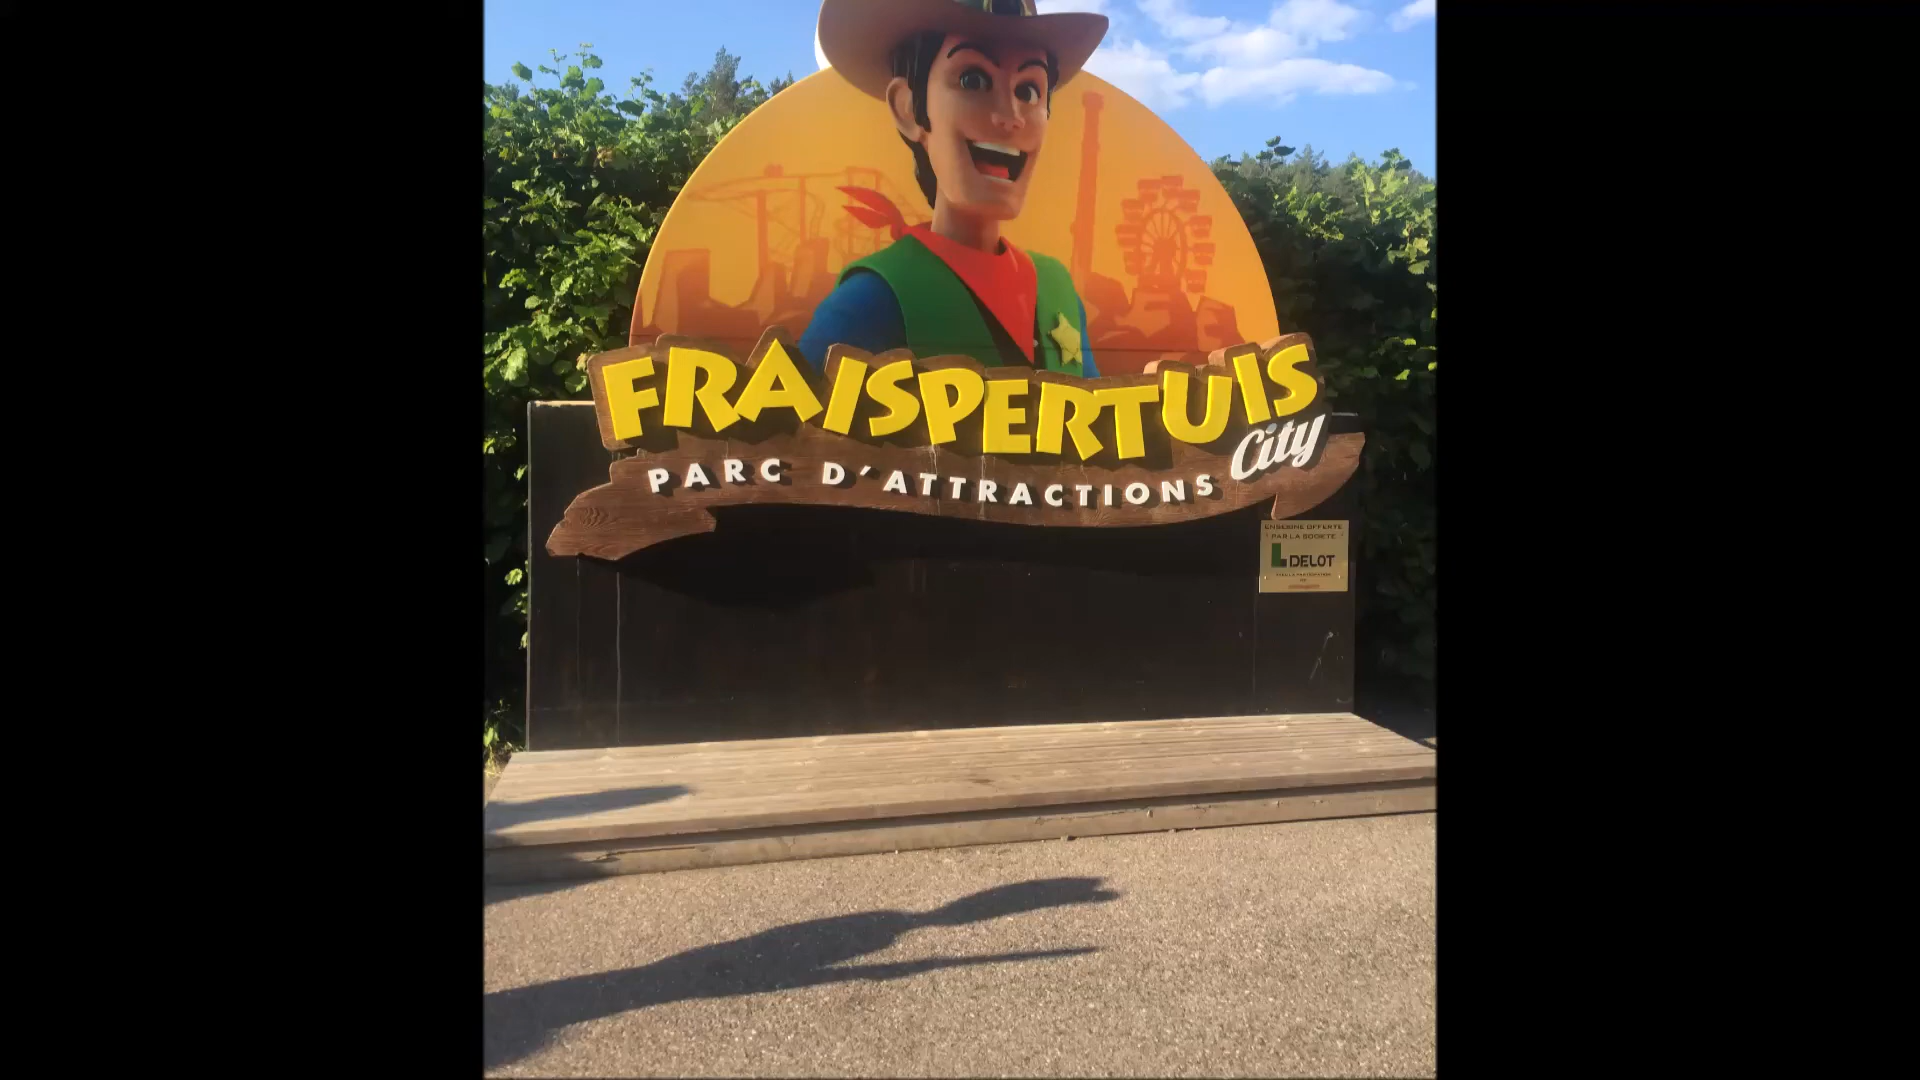 FRAISPERTUIS
City
PARC D'ATTRACTIONS
ENSEIGNE OFFERTE
PAR LA SOCIETE
L DELOT